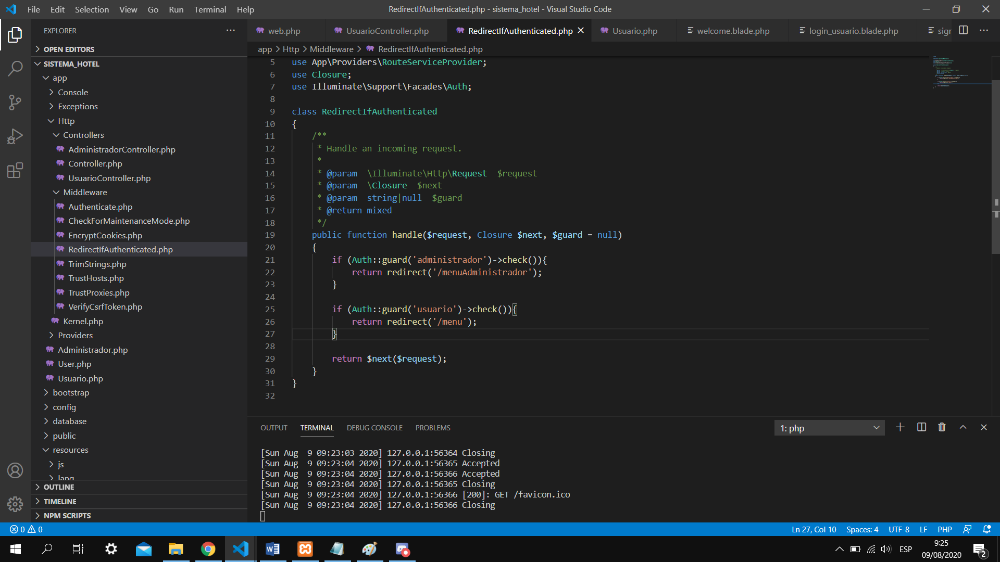 File Edit Selection View Go Run Terminal Help
RedirectIfAuthenticated.php - sistema_hotel - Visual Studio Code
EXPLORER
OPEN EDITORS
SISTEMA_HOTEL
app
Console
Exceptions
Http
Controllers
AdministradorController.php
Controller.php
UsuarioController.php
Middleware
Authenticate.php
CheckForMaintenanceMode.php
EncryptCookies.php
RedirectIfAuthenticated.php
TrimStrings.php
TrustHosts.php
TrustProxies.php
VerifyCsrfToken.php
Kernel.php
Providers
Administrador.php
User.php
Usuario.php
bootstrap
config
database
public
resources
js
lang
OUTLINE
TIMELINE
NPM SCRIPTS
web.php UsuarioController.php RedirectIfAuthenticated.php Usuario.php welcome.blade.php login_usuario.blade.php sigr
app > Http > Middleware > RedirectIfAuthenticated.php
5 use App\Providers\RouteServiceProvider;
6 use Closure;
7 use Illuminate\Support\Facades\Auth;
8
9 class RedirectIfAuthenticated
10 {
11 /**
12 * Handle an incoming request.
13 *
14 * @param \Illuminate\Http\Request $request
15 * @param \Closure $next
16 * @param string|null $guard
17 * @return mixed
18 */
19 public function handle($request, Closure $next, $guard = null)
20 {
21 if (Auth::guard('administrador')->check()){
22 return redirect('/menuAdministrador');
23 }
24
25 if (Auth::guard('usuario')->check()){
26 return redirect('/menu');
27 }
28
29 return $next($request);
30 }
31 }
32
OUTPUT TERMINAL DEBUG CONSOLE PROBLEMS
1: php
[Sun Aug 9 09:23:03 2020] 127.0.0.1:56364 Closing
[Sun Aug 9 09:23:04 2020] 127.0.0.1:56365 Accepted
[Sun Aug 9 09:23:04 2020] 127.0.0.1:56366 Accepted
[Sun Aug 9 09:23:04 2020] 127.0.0.1:56365 Closing
[Sun Aug 9 09:23:04 2020] 127.0.0.1:56366 [200]: GET /favicon.ico
[Sun Aug 9 09:23:04 2020] 127.0.0.1:56366 Closing
0 0
Ln 27, Col 10 Spaces: 4 UTF-8 LF PHP
ESP
9:25
09/08/2020
2